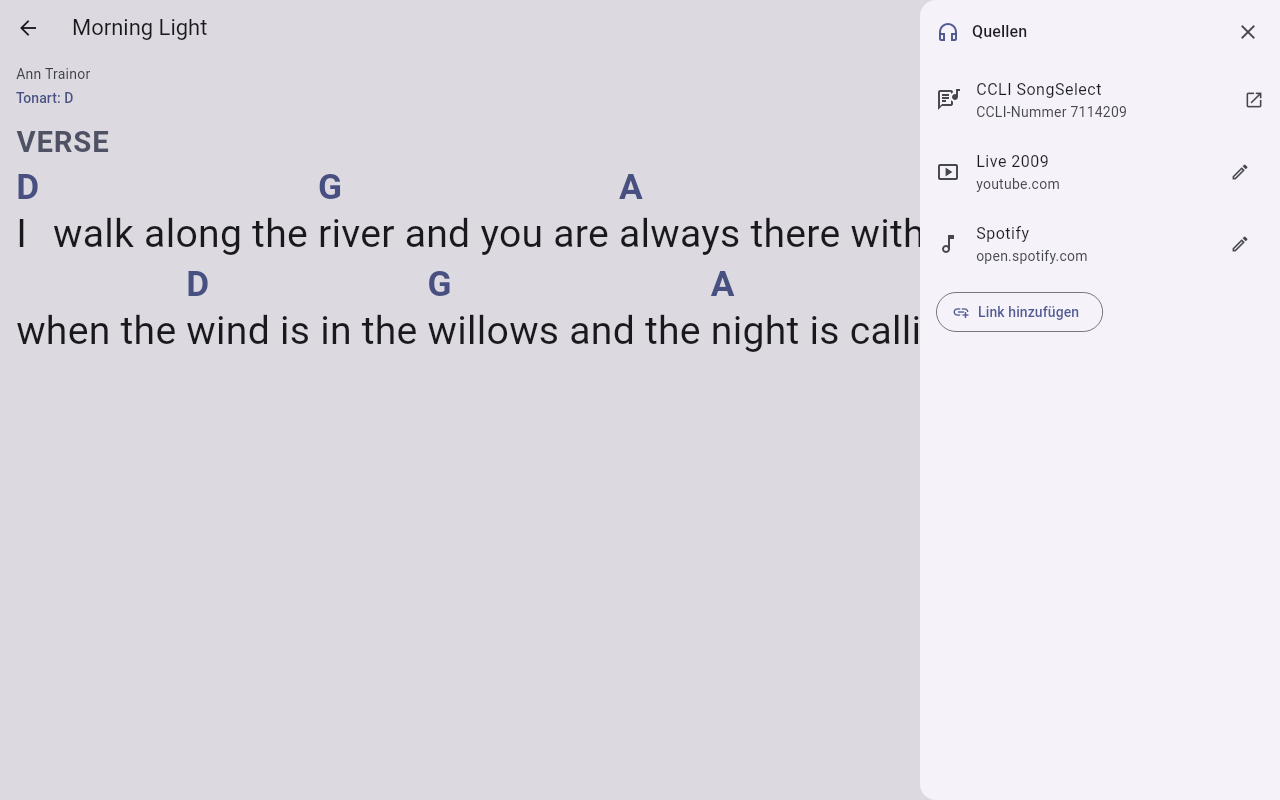 Morning Light
Ann Trainor
Tonart: D
VERSE
D G A
I walk along the river and you are always there with
D G A
when the wind is in the willows and the night is calli
Quellen
CCLI SongSelect
CCLI-Nummer 7114209
Live 2009
youtube.com
Spotify
open.spotify.com
Link hinzufügen